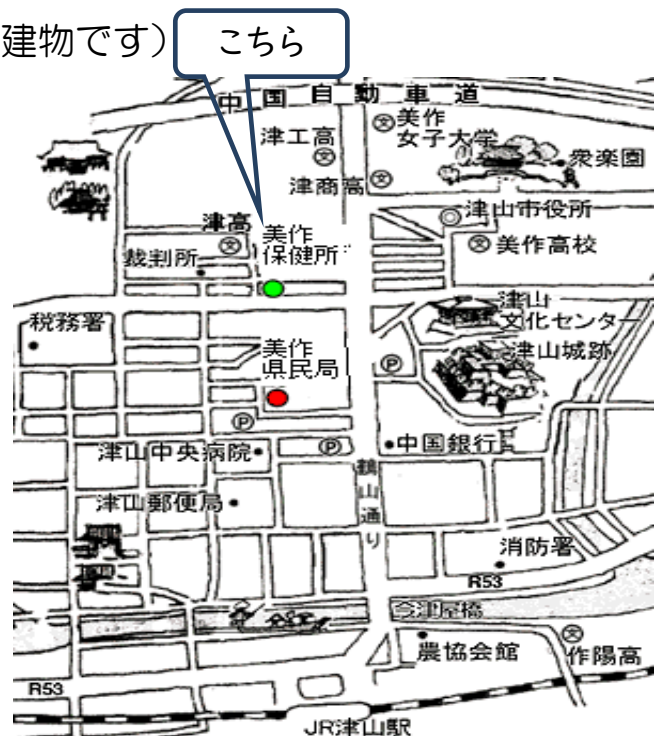 建物です)
こちら
中国自動車道
津工高
美作
女子大学
衆楽園
津商高
津山市役所
津高
美作
保健所
美作高校
裁判所
津山
文化センター
税務署
美作
県民局
津山城跡
P
P
P
中国銀行
津山中央病院
鶴山通り
津山郵便局
消防署
R53
今津屋橋
農協会館
作陽高
R53
JR津山駅